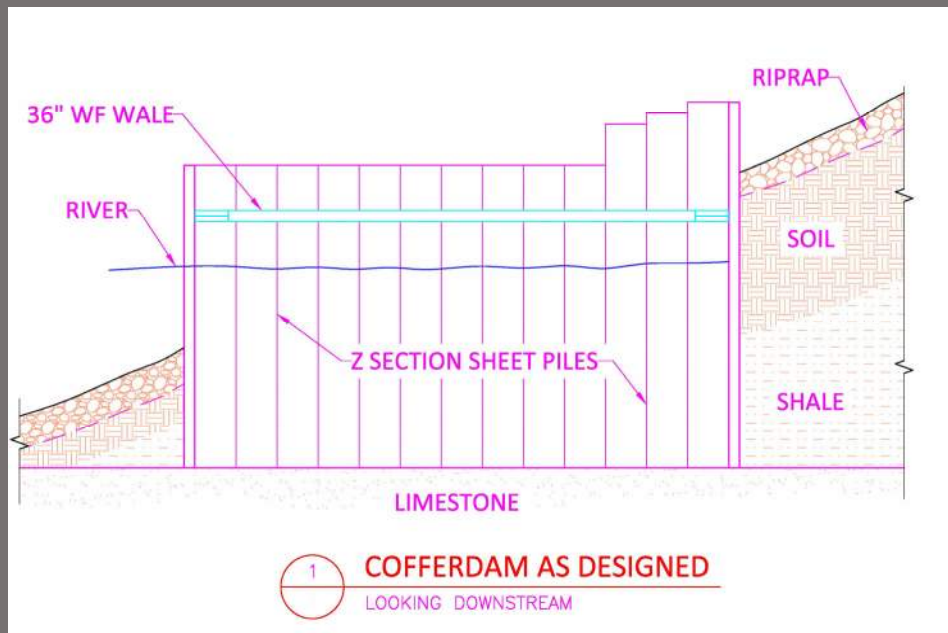 RIPRAP
36" WF WALE
RIVER
SOIL
Z SECTION SHEET PILES
SHALE
LIMESTONE
1
COFFERDAM AS DESIGNED
LOOKING DOWNSTREAM